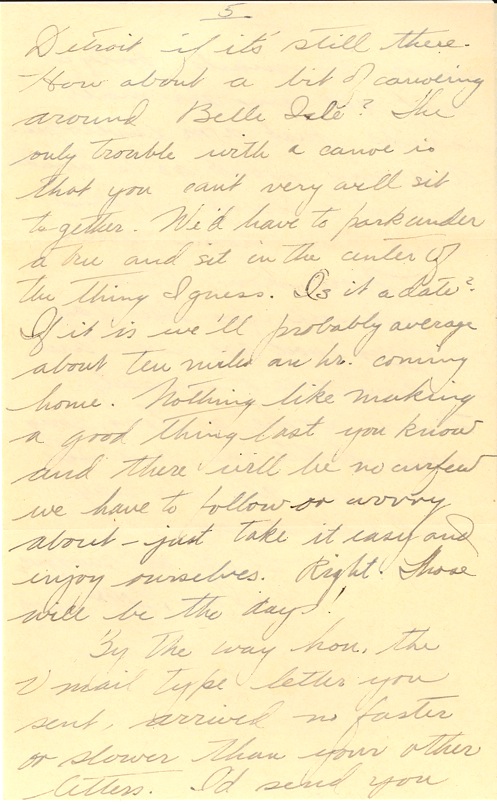 5
Detroit if it's still there.
How about a bit of canoeing
around Belle Isle? The
only trouble with a canoe is
that you can't very well sit
together. We'd have to park under
a tree and sit in the center of
the thing I guess. Is it a date?
If it is we'll probably average
about ten miles an hr. coming
home. Nothing like making
a good thing last you know
and there will be no curfew
we have to follow or worry
about - just take it easy and
enjoy ourselves. Right. Those
will be the days!
By the way hon, the
V mail type letter you
sent, arrived no faster
or slower than your other
letters. I'd send you